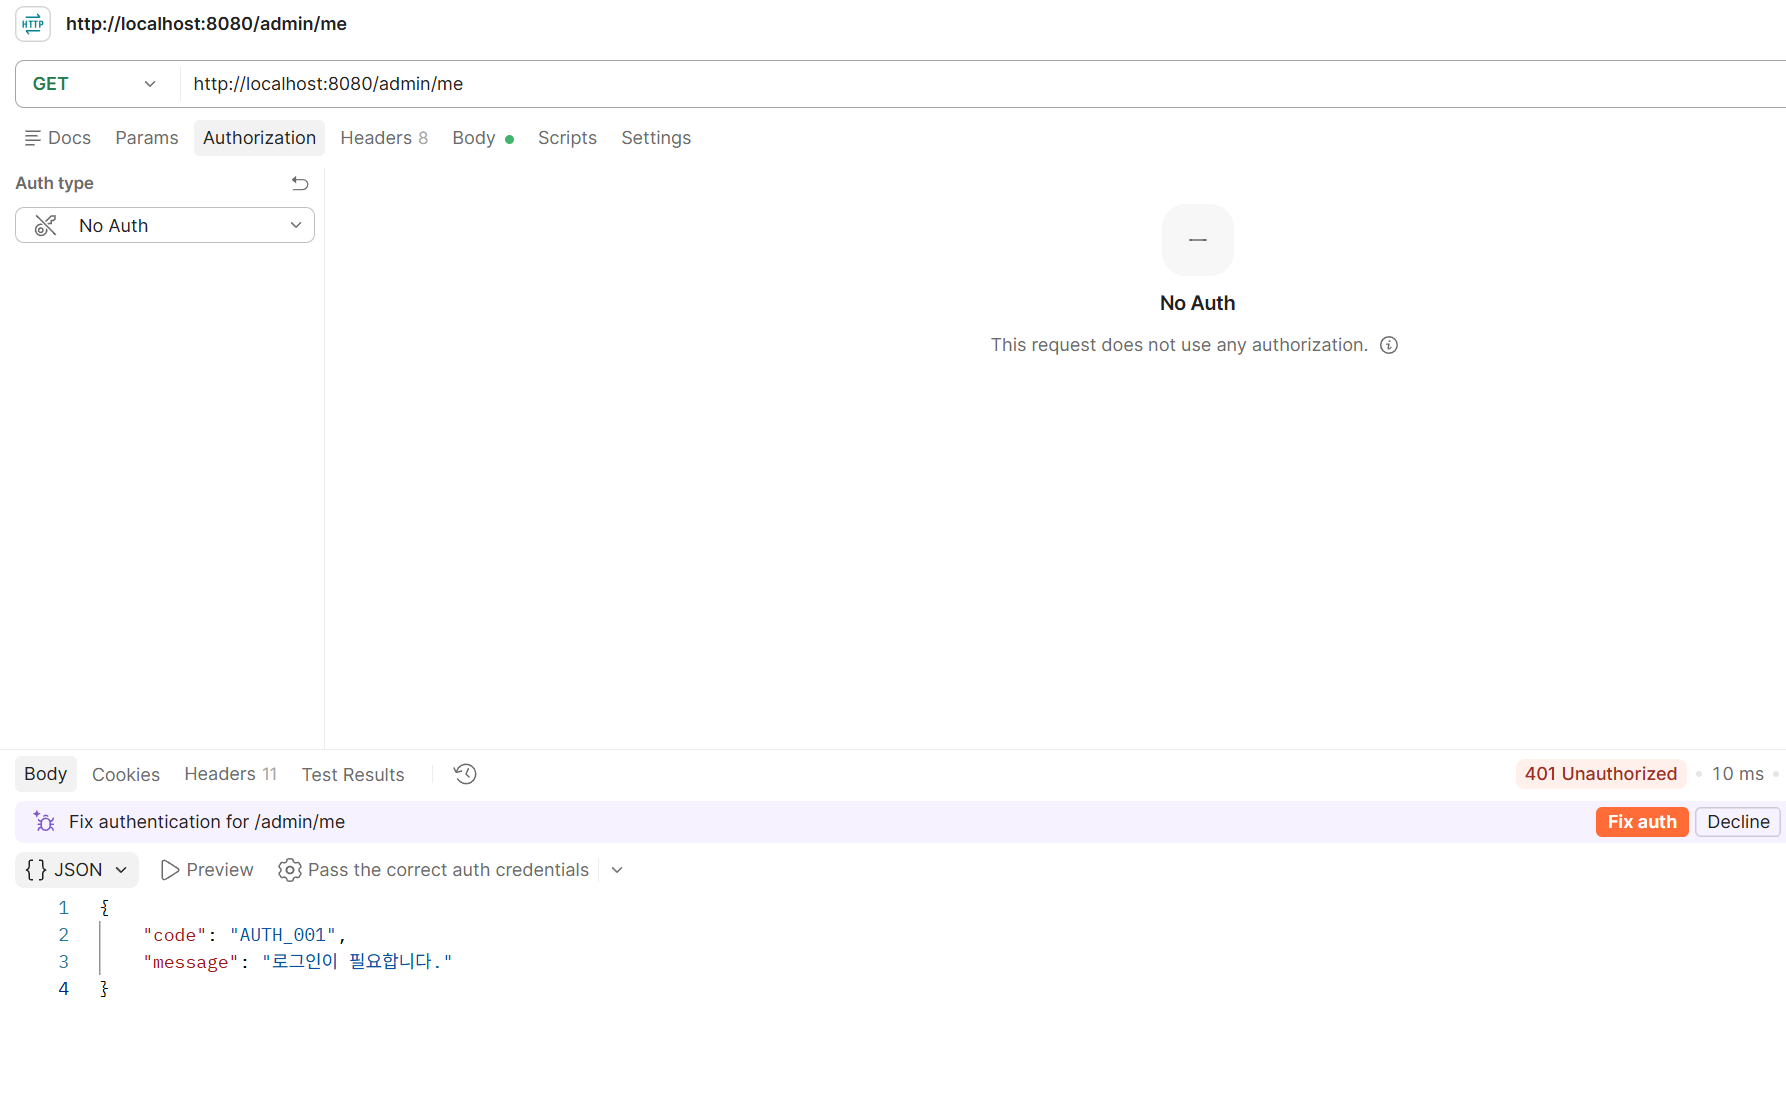 HTTP http://localhost:8080/admin/me
GET http://localhost:8080/admin/me
Docs Params Authorization Headers 8 Body Scripts Settings
Auth type
No Auth
No Auth
This request does not use any authorization.
Body Cookies Headers 11 Test Results 401 Unauthorized • 10 ms •
Fix authentication for /admin/me Fix auth Decline
{} JSON Preview Pass the correct auth credentials
1 {
2 "code": "AUTH_001",
3 "message": "로그인이 필요합니다."
4 }